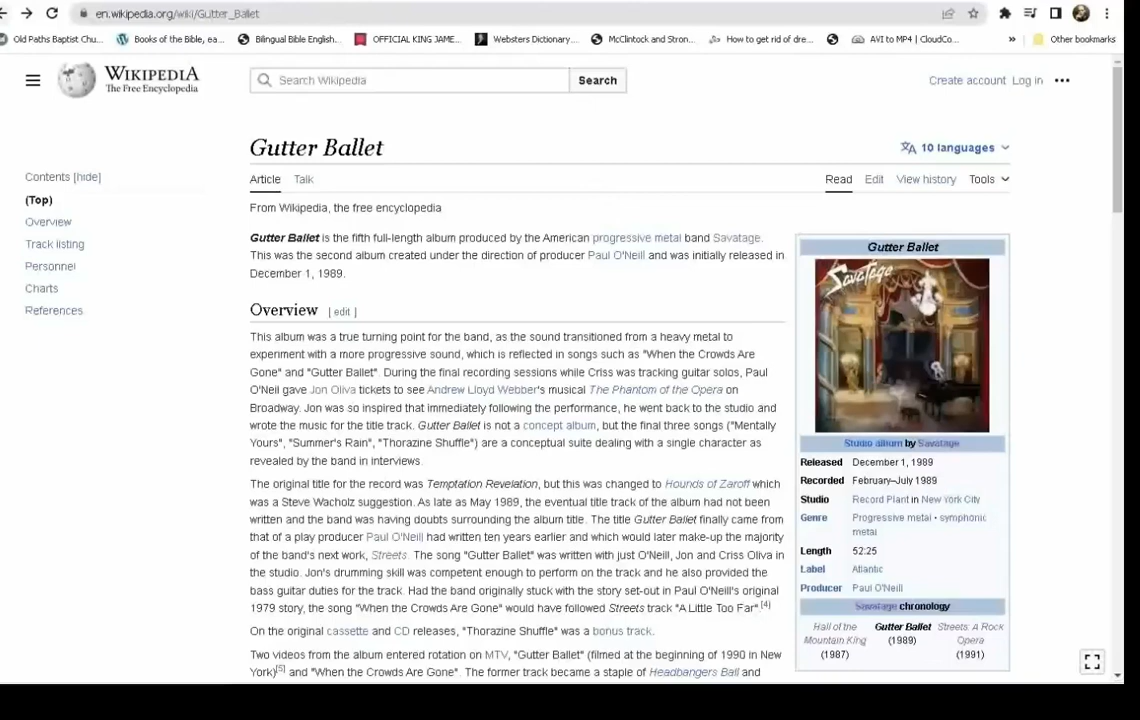 en.wikipedia.org/wiki/Gutter_Ballet
Old Paths Baptist Chu...
Books of the Bible, ea...
Bilingual Bible English...
OFFICIAL KING JAME...
Websters Dictionary...
McClintock and Stron...
How to get rid of dre...
AVI to MP4 | CloudCo...
»
Other bookmarks
WIKIPEDIA
The Free Encyclopedia
Search Wikipedia
Search
Create account Log in
Gutter Ballet
10 languages
Contents [hide]
(Top)
Overview
Track listing
Personnel
Charts
References
Article Talk
Read Edit View history Tools
From Wikipedia, the free encyclopedia
Gutter Ballet is the fifth full-length album produced by the American progressive metal band Savatage.
This was the second album created under the direction of producer Paul O'Neill and was initially released in
December 1, 1989.
Overview [ edit ]
This album was a true turning point for the band, as the sound transitioned from a heavy metal to
experiment with a more progressive sound, which is reflected in songs such as "When the Crowds Are
Gone" and "Gutter Ballet". During the final recording sessions while Criss was tracking guitar solos, Paul
O'Neil gave Jon Oliva tickets to see Andrew Lloyd Webber's musical The Phantom of the Opera on
Broadway. Jon was so inspired that immediately following the performance, he went back to the studio and
wrote the music for the title track. Gutter Ballet is not a concept album, but the final three songs ("Mentally
Yours", "Summer's Rain", "Thorazine Shuffle") are a conceptual suite dealing with a single character as
revealed by the band in interviews.
The original title for the record was Temptation Revelation, but this was changed to Hounds of Zaroff which
was a Steve Wacholz suggestion. As late as May 1989, the eventual title track of the album had not been
written and the band was having doubts surrounding the album title. The title Gutter Ballet finally came from
that of a play producer Paul O'Neill had written ten years earlier and which would later make-up the majority
of the band's next work, Streets. The song "Gutter Ballet" was written with just O'Neill, Jon and Criss Oliva in
the studio. Jon's drumming skill was competent enough to perform on the track and he also provided the
bass guitar duties for the track. Had the band originally stuck with the story set-out in Paul O'Neill's original
1979 story, the song "When the Crowds Are Gone" would have followed Streets track "A Little Too Far".[4]
On the original cassette and CD releases, "Thorazine Shuffle" was a bonus track.
Two videos from the album entered rotation on MTV, "Gutter Ballet" (filmed at the beginning of 1990 in New
York)[5] and "When the Crowds Are Gone". The former track became a staple of Headbangers Ball and
Gutter Ballet
Savatage
Studio album by Savatage
Released December 1, 1989
Recorded February–July 1989
Studio Record Plant in New York City
Genre Progressive metal • symphonic
metal
Length 52:25
Label Atlantic
Producer Paul O'Neill
Savatage chronology
Hall of the
Mountain King
(1987)
Gutter Ballet
(1989)
Streets: A Rock
Opera
(1991)